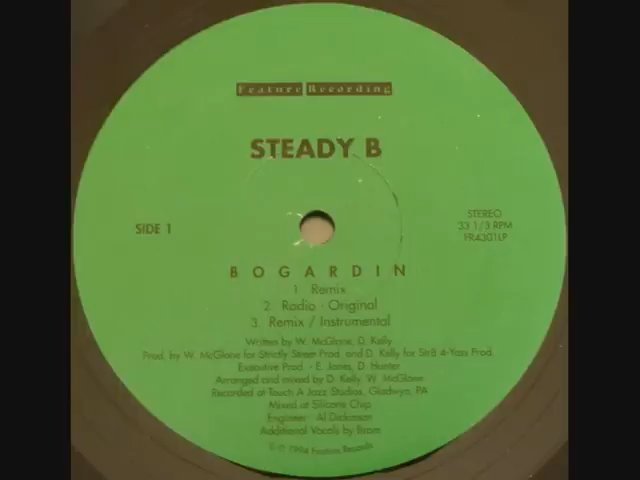 Feature Recording
STEADY B
SIDE 1
STEREO
33 1/3 RPM
FR4301LP
BOGARDIN
1. Remix
2. Radio - Original
3. Remix / Instrumental
Written by W. McGlone, D. Kelly
Prod. by W. McGlone for Strictly Street Prod. and D. Kelly for Str8 4-Yass Prod.
Executive Prod. - E. Jones, D. Hunter
Arranged and mixed by D. Kelly, W. McGlone
Recorded at Touch A Jazz Studios, Gladwyn, PA
Mixed at Silicone Chip
Engineer: Al Dickinson
Additional Vocals by
℗ © 1994 Feature Records